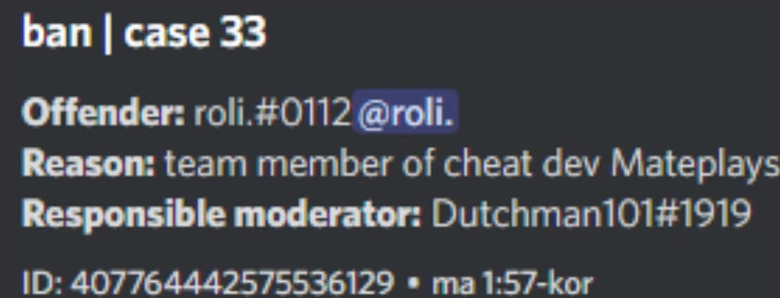 ban | case 33
Offender: roli.#0112 @roli.
Reason: team member of cheat dev Mateplays
Responsible moderator: Dutchman101#1919
ID: 407764442575536129 • ma 1:57-kor